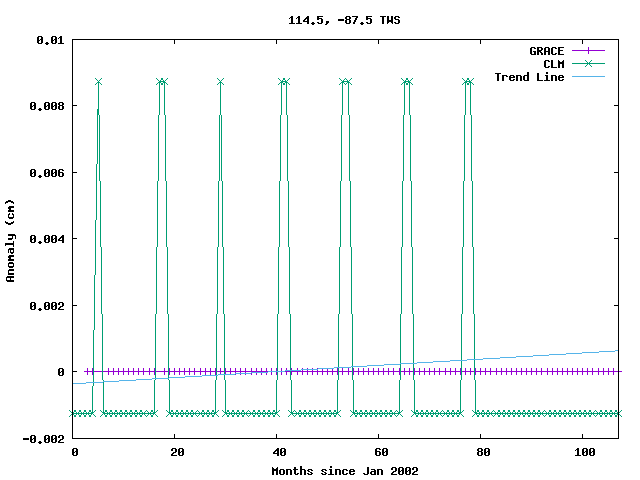 114.5, -87.5 TWS
0.01
0.008
0.006
0.004
0.002
0
-0.002
Anomaly (cm)
GRACE
CLM
Trend Line
0 20 40 60 80 100
Months since Jan 2002